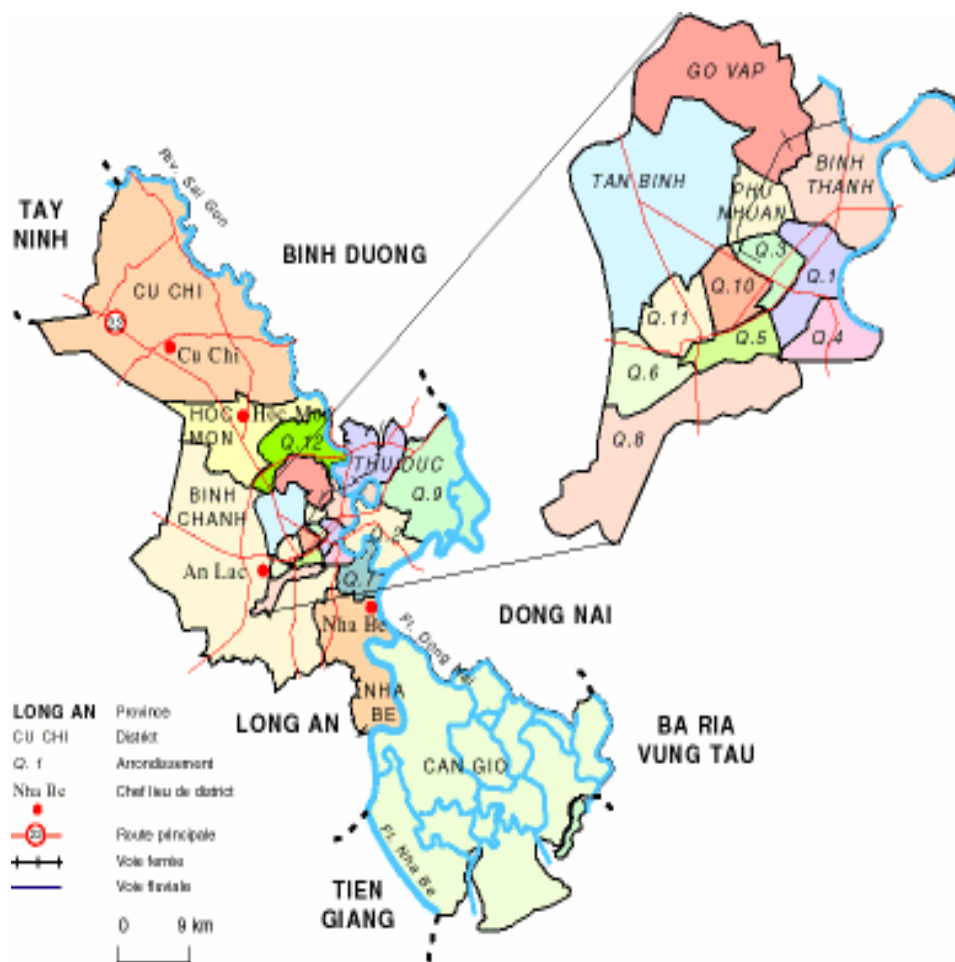 GO VAP
TAN BINH
BINH
THANH
PHU
NHUAN
Q.3
Q.1
Q.10
Q.11
Q.5
Q.4
Q.6
Q.8
Riv. Sai Gon
TAY
NINH
BINH DUONG
CU CHI
Cu Chi
HOC
MON
Hoc Mon
Q.12
THU DUC
Q.9
BINH
CHANH
Q.2
An Lac
Q.7
Nha Be
DONG NAI
Fl. Dong Nai
NHA
BE
LONG AN
BA RIA
VUNG TAU
CAN GIO
Fl. Nha Be
TIEN
GIANG
LONG AN Province
CU CHI District
Q. 1 Arrondissement
Nha Be Chef lieu de district
Route principale
Voie ferrée
Voie fluviale
0 9 km